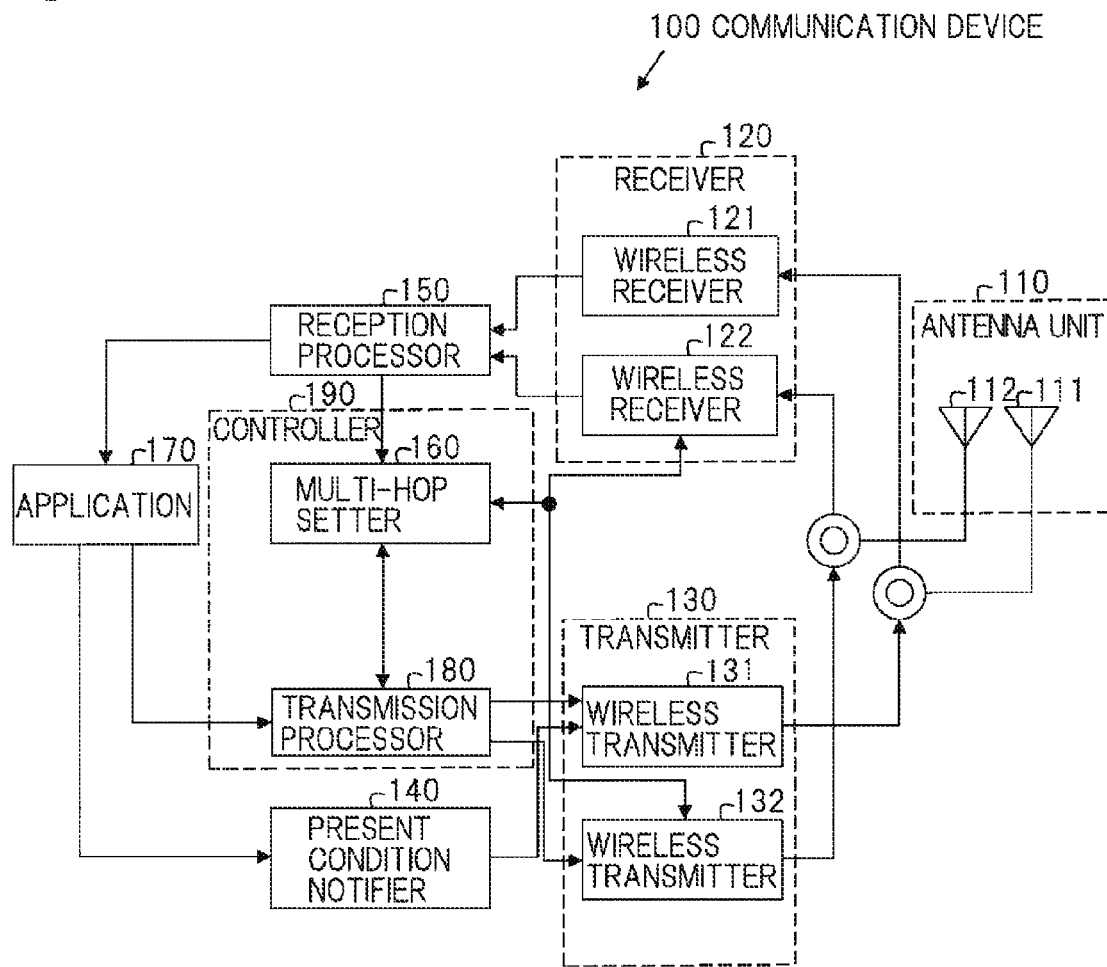 100 COMMUNICATION DEVICE
120
RECEIVER
121
WIRELESS
RECEIVER
110
ANTENNA UNIT
150
RECEPTION
PROCESSOR
122
WIRELESS
RECEIVER
112
111
190
CONTROLLER
170
APPLICATION
160
MULTI-HOP
SETTER
130
TRANSMITTER
131
WIRELESS
TRANSMITTER
180
TRANSMISSION
PROCESSOR
140
PRESENT
CONDITION
NOTIFIER
132
WIRELESS
TRANSMITTER